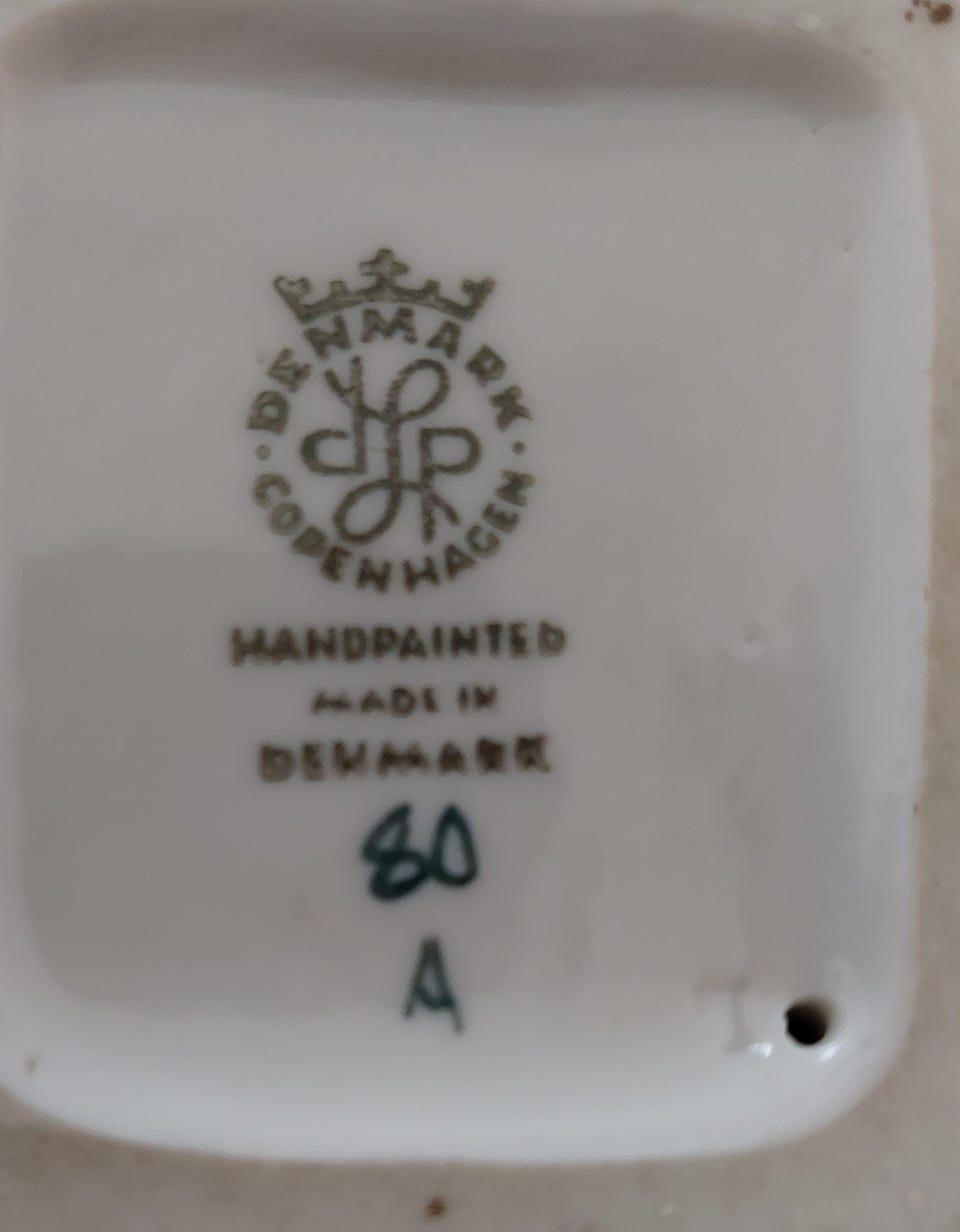 DENMARK
COPENHAGEN
HANDPAINTED
MADE IN
DENMARK
80
A